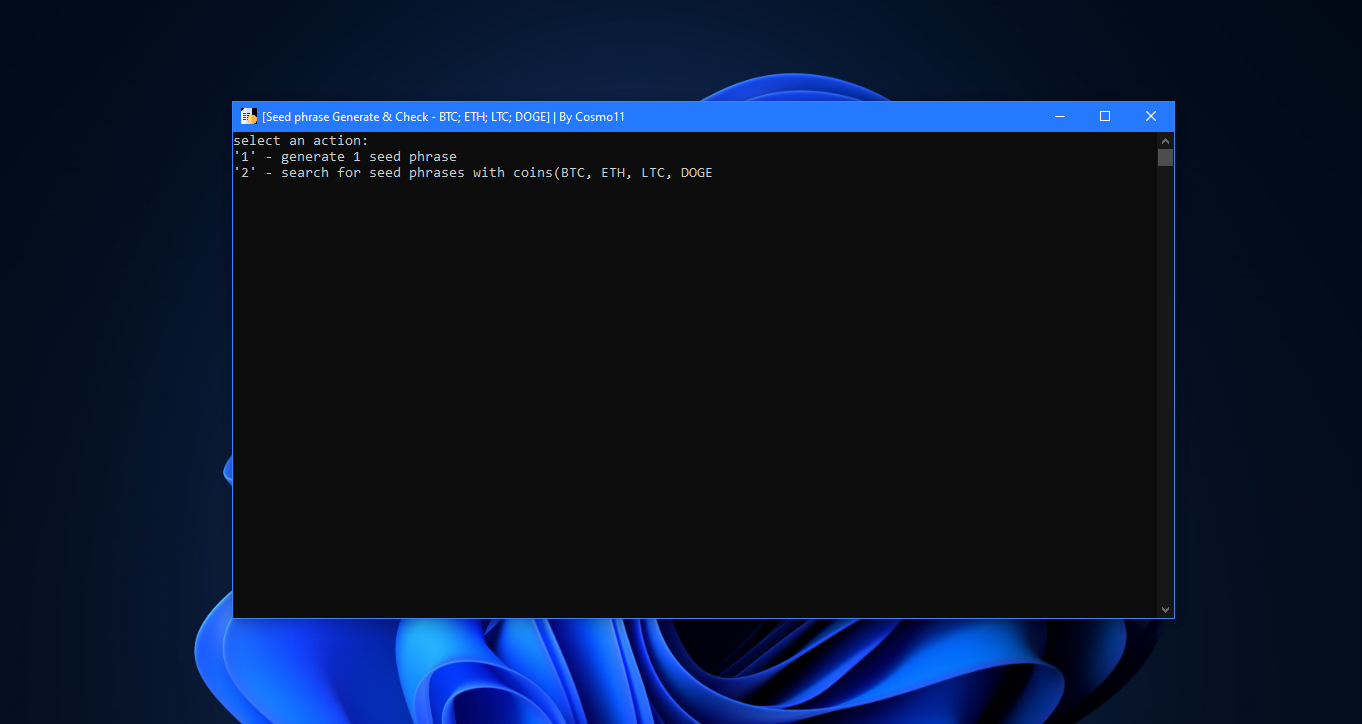 [Seed phrase Generate & Check - BTC; ETH; LTC; DOGE] | By Cosmo11
select an action:
'1' - generate 1 seed phrase
'2' - search for seed phrases with coins(BTC, ETH, LTC, DOGE